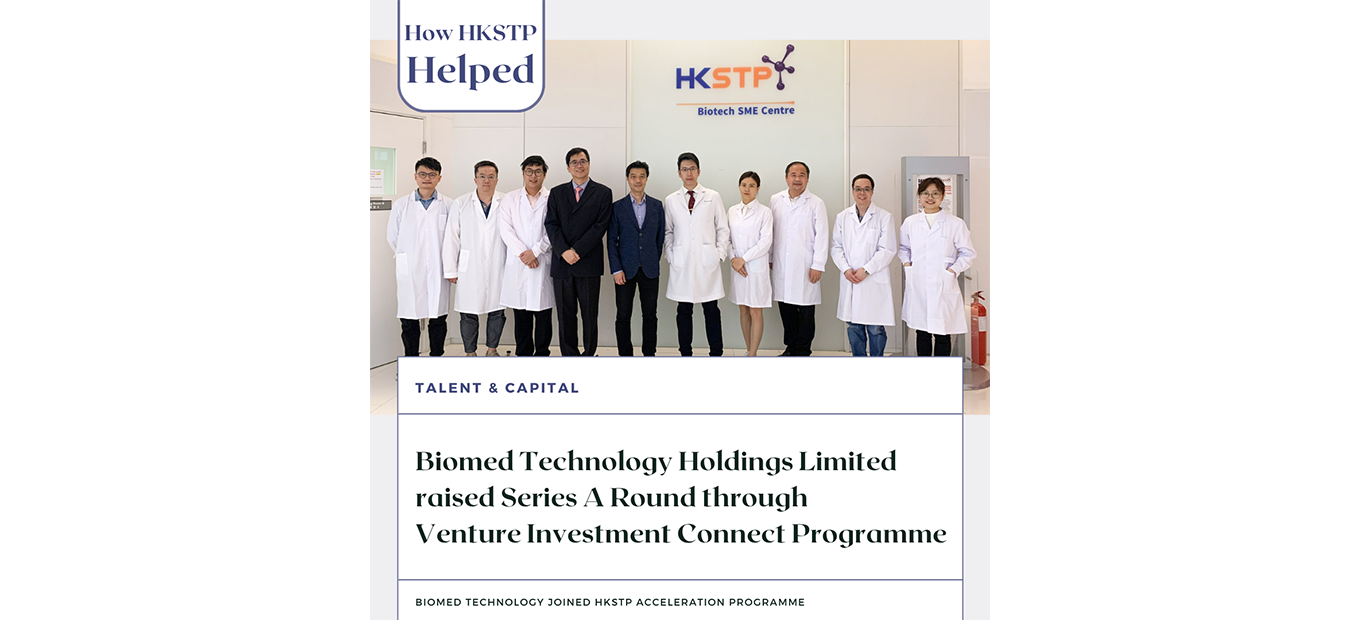 How HKSTP
Helped
HKSTP
Biotech SME Centre
TALENT & CAPITAL
Biomed Technology Holdings Limited
raised Series A Round through
Venture Investment Connect Programme
BIOMED TECHNOLOGY JOINED HKSTP ACCELERATION PROGRAMME